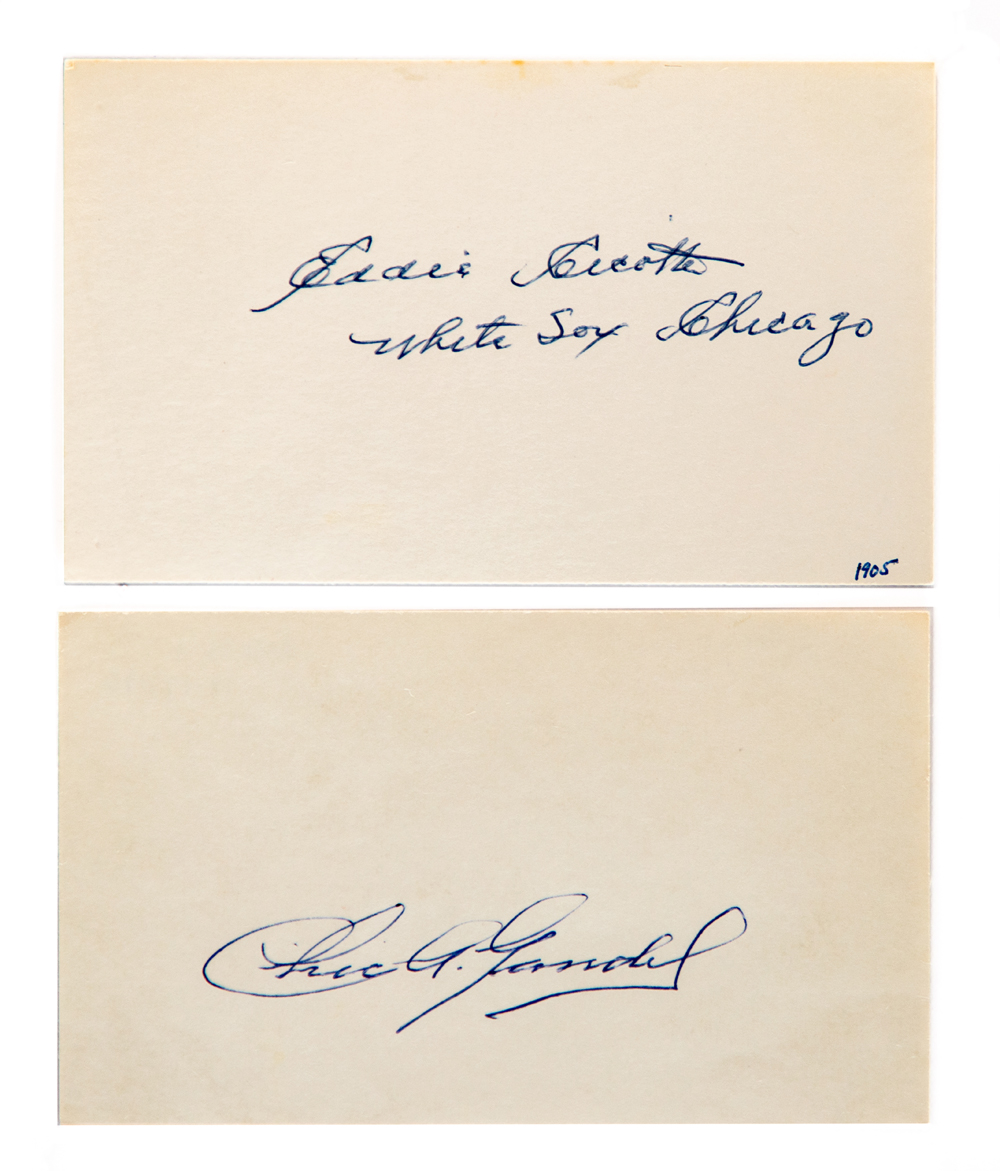 Eddie Cicotte
White Sox Chicago
1905
Chic A. Gandil